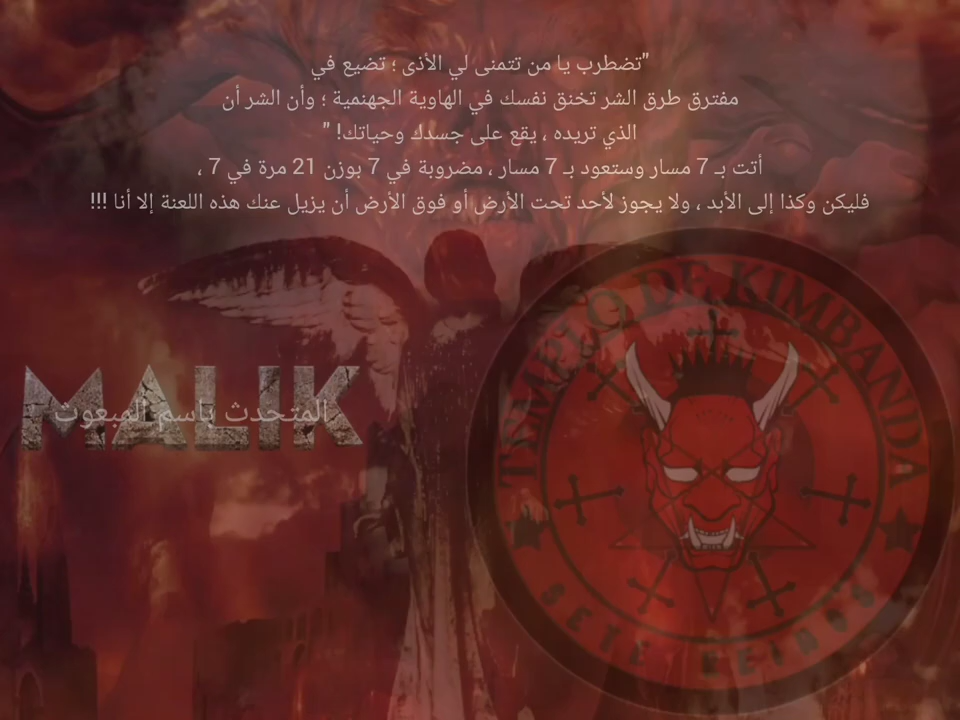 "تضطرب يا من تتمنى لي الأذى ؛ تضيع في
مفترق طرق الشر تخنق نفسك في الهاوية الجهنمية ؛ وأن الشر أن
الذي تريده ، يقع على جسدك وحياتك! "
أتت بـ 7 مسار وستعود بـ 7 مسار ، مضروبة في 7 بوزن 21 مرة في 7 ،
فليكن وكذا إلى الأبد ، ولا يجوز لأحد تحت الأرض أو فوق الأرض أن يزيل عنك هذه اللعنة إلا أنا !!!
TEMPLO DE KIMBANDA
MALIK
المتحدث باسم المبعوث
SETE REINOS